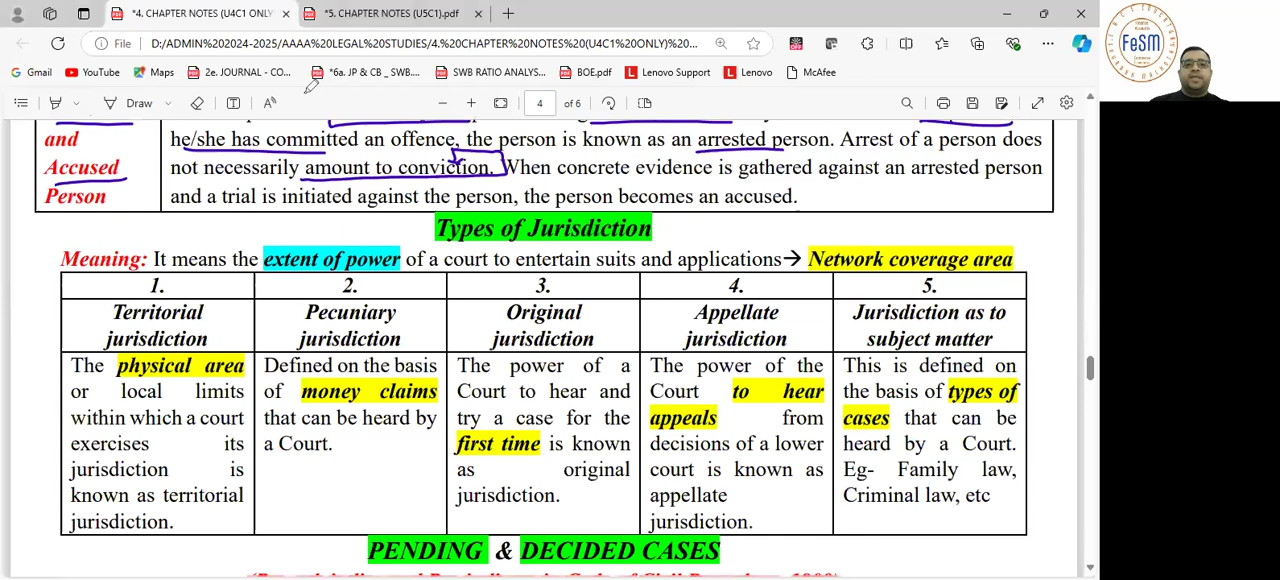 *4. CHAPTER NOTES (U4C1 ONLY
*5. CHAPTER NOTES (U5C1).pdf
File
D:/ADMIN%202024-2025/AAAA%20LEGAL%20STUDIES/4.%20CHAPTER%20NOTES%20(U4C1%20ONLY)%20...
Gmail
YouTube
Maps
2e. JOURNAL - CO...
*6a. JP & CB _ SWB...
SWB RATIO ANALYS...
BOE.pdf
Lenovo Support
Lenovo
McAfee
Draw
4 of 6
and
Accused
Person
he/she has committed an offence, the person is known as an arrested person. Arrest of a person does
not necessarily amount to conviction. When concrete evidence is gathered against an arrested person
and a trial is initiated against the person, the person becomes an accused.
Types of Jurisdiction
Meaning: It means the extent of power of a court to entertain suits and applications→ Network coverage area
1.
Territorial
jurisdiction
The physical area
or local limits
within which a court
exercises its
jurisdiction is
known as territorial
jurisdiction.
2.
Pecuniary
jurisdiction
Defined on the basis
of money claims
that can be heard by
a Court.
3.
Original
jurisdiction
The power of a
Court to hear and
try a case for the
first time is known
as original
jurisdiction.
4.
Appellate
jurisdiction
The power of the
Court to hear
appeals from
decisions of a lower
court is known as
appellate
jurisdiction.
5.
Jurisdiction as to
subject matter
This is defined on
the basis of types of
cases that can be
heard by a Court.
Eg- Family law,
Criminal law, etc
PENDING & DECIDED CASES
FeSM